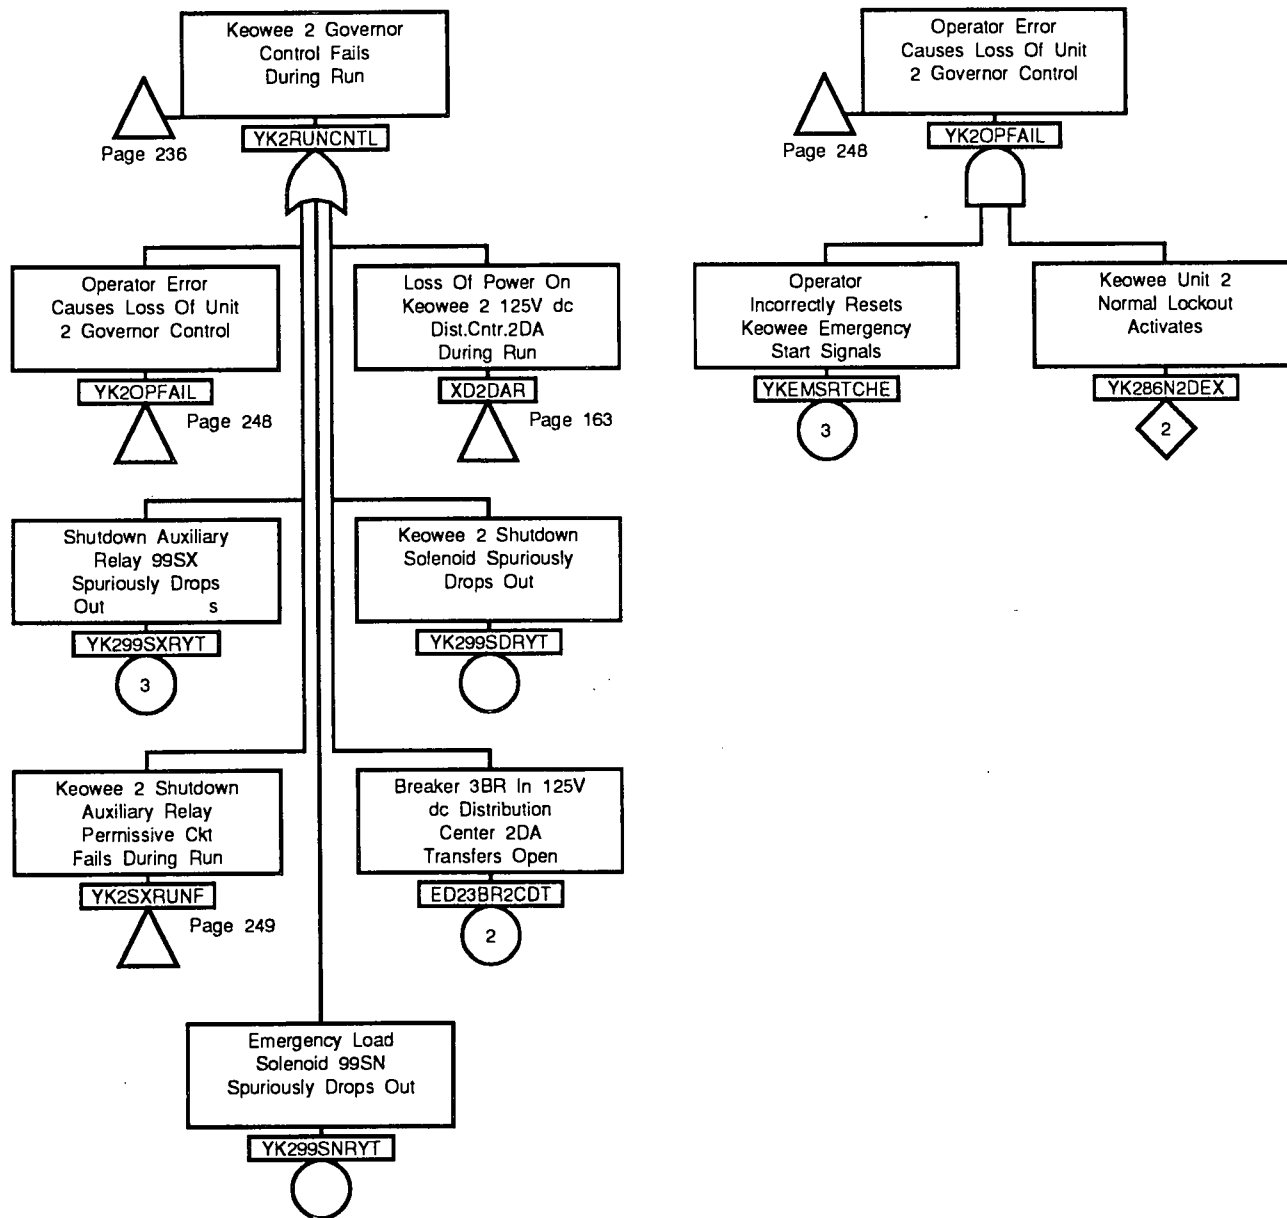 Keowee 2 Governor
Control Fails
During Run
Page 236
YK2RUNCNTL
Operator Error
Causes Loss Of Unit
2 Governor Control
YK2OPFAIL
Page 248
Loss Of Power On
Keowee 2 125V dc
Dist.Cntr.2DA
During Run
XD2DAR
Page 163
Shutdown Auxiliary
Relay 99SX
Spuriously Drops
Out s
YK299SXRYT
3
Keowee 2 Shutdown
Solenoid Spuriously
Drops Out
YK299SDRYT
Keowee 2 Shutdown
Auxiliary Relay
Permissive Ckt
Fails During Run
YK2SXRUNF
Page 249
Breaker 3BR In 125V
dc Distribution
Center 2DA
Transfers Open
ED23BR2CDT
2
Emergency Load
Solenoid 99SN
Spuriously Drops Out
YK299SNRYT
Operator Error
Causes Loss Of Unit
2 Governor Control
Page 248
YK2OPFAIL
Operator
Incorrectly Resets
Keowee Emergency
Start Signals
YKEMSRTCHE
3
Keowee Unit 2
Normal Lockout
Activates
YK286N2DEX
2